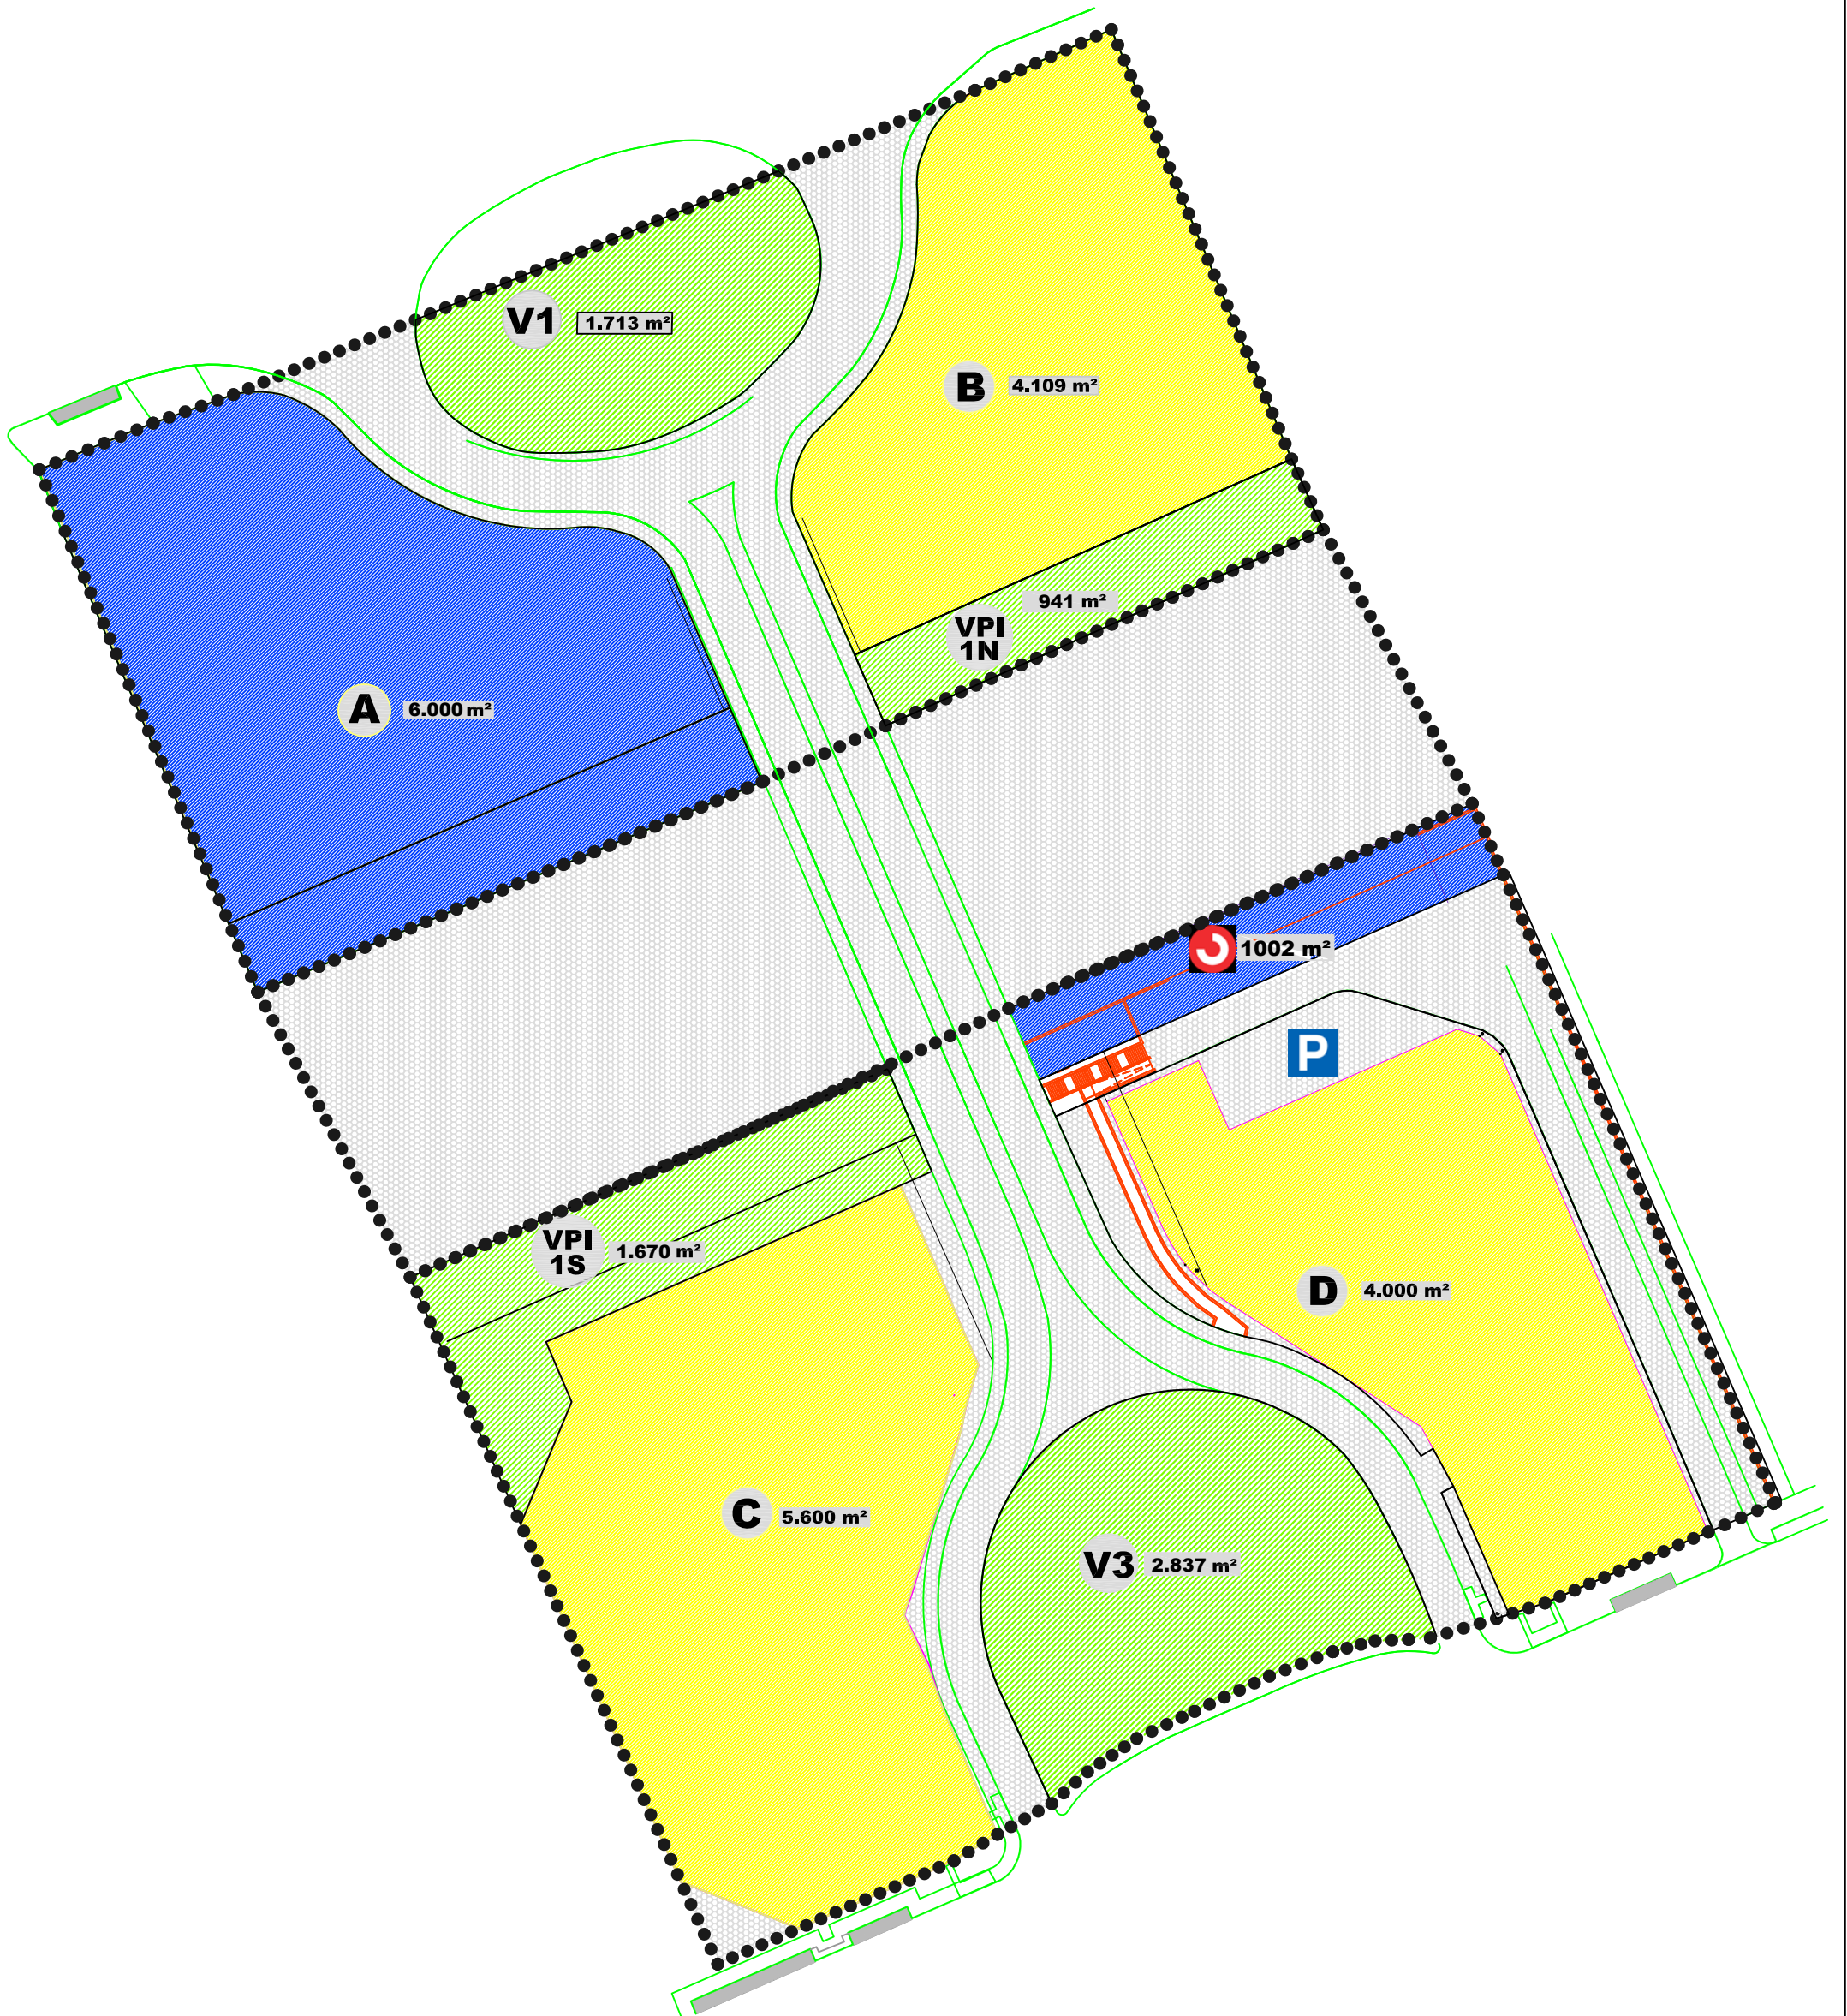 V1
1.713 m²
B
4.109 m²
941 m²
VPI
1N
A
6.000 m²
1002 m²
P
VPI
1S
1.670 m²
D
4.000 m²
C
5.600 m²
V3
2.837 m²